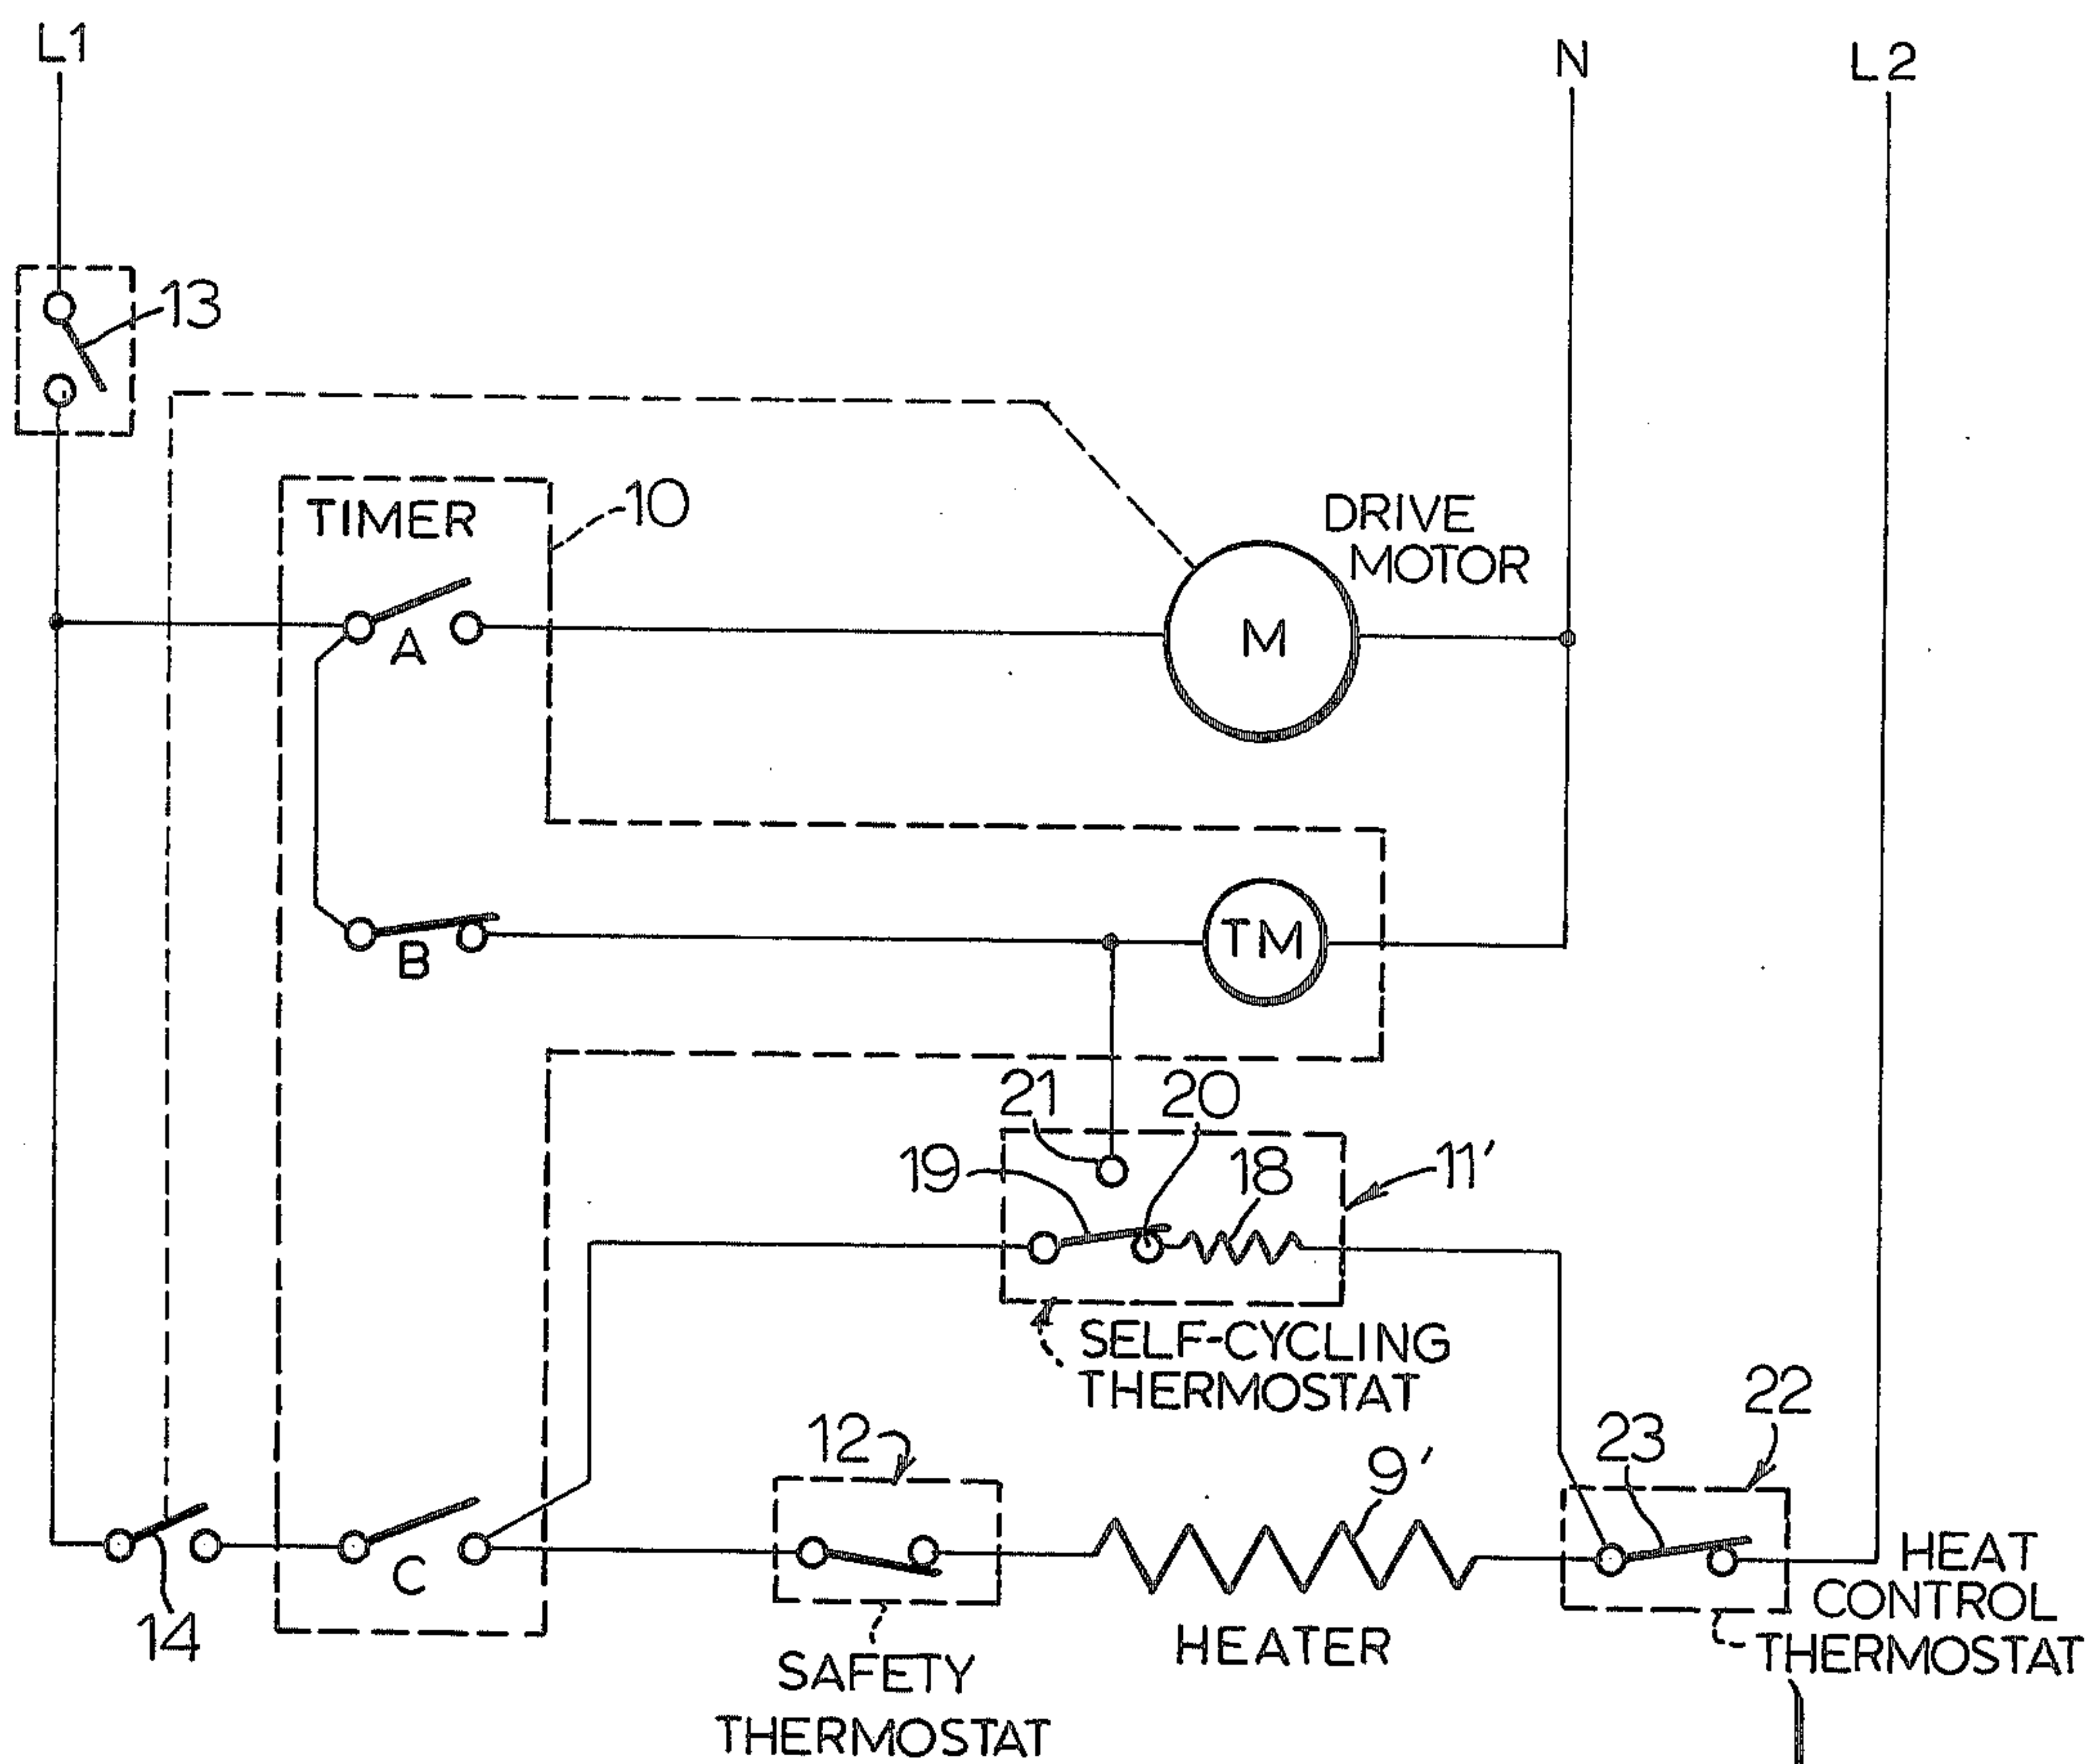 L1
N
L2
13
TIMER
10
DRIVE
MOTOR
A
M
B
TM
21
20
19
18
11'
SELF-CYCLING
THERMOSTAT
22
12
9'
23
C
14
HEATER
HEAT
CONTROL
THERMOSTAT
SAFETY
THERMOSTAT